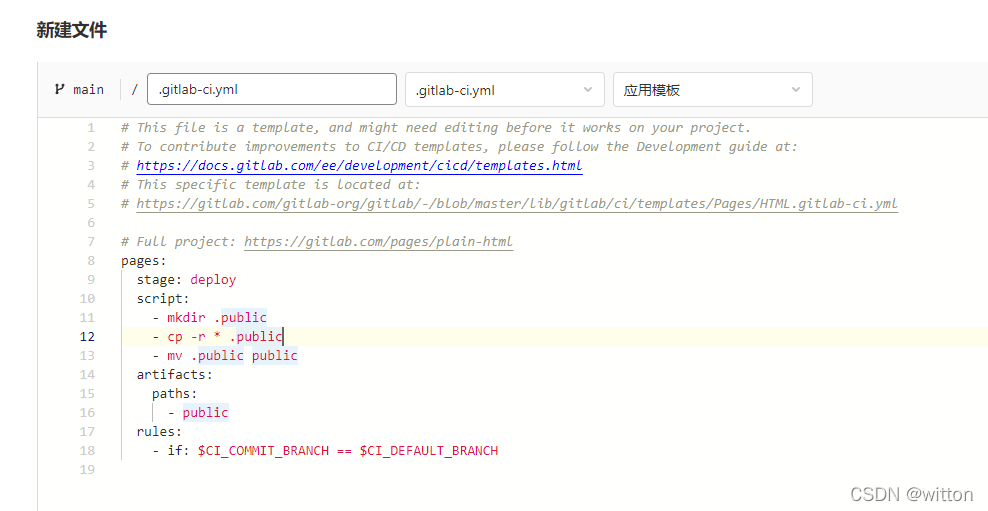 新建文件
main / .gitlab-ci.yml .gitlab-ci.yml 应用模板
1 # This file is a template, and might need editing before it works on your project.
2 # To contribute improvements to CI/CD templates, please follow the Development guide at:
3 # https://docs.gitlab.com/ee/development/cicd/templates.html
4 # This specific template is located at:
5 # https://gitlab.com/gitlab-org/gitlab/-/blob/master/lib/gitlab/ci/templates/Pages/HTML.gitlab-ci.yml
6
7 # Full project: https://gitlab.com/pages/plain-html
8 pages:
9   stage: deploy
10   script:
11     - mkdir .public
12     - cp -r * .public
13     - mv .public public
14   artifacts:
15     paths:
16       - public
17   rules:
18     - if: $CI_COMMIT_BRANCH == $CI_DEFAULT_BRANCH
19
CSDN @witton